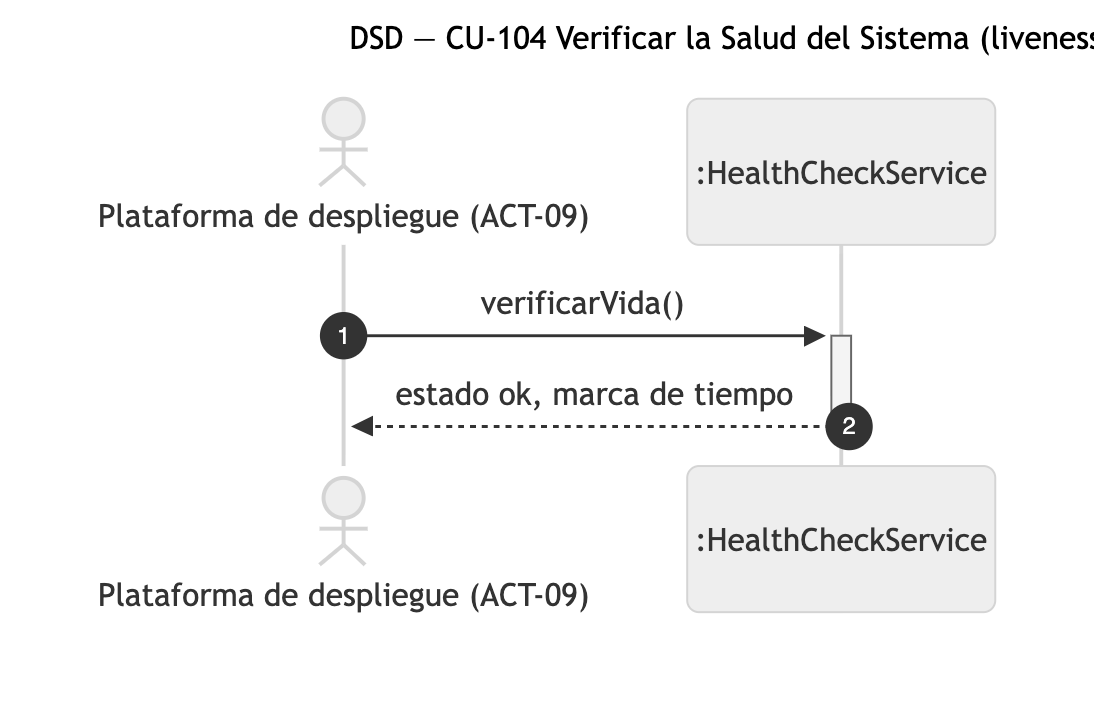 DSD — CU-104 Verificar la Salud del Sistema (liveness
Plataforma de despliegue (ACT-09)
:HealthCheckService
verificarVida()
1
estado ok, marca de tiempo
2
Plataforma de despliegue (ACT-09)
:HealthCheckService